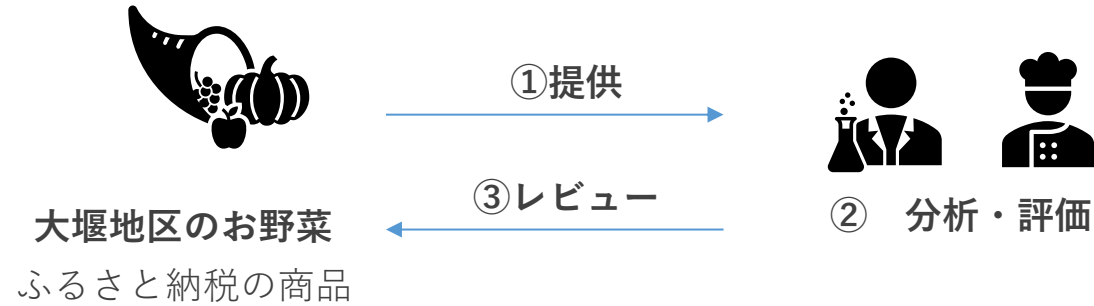 ①提供
③レビュー
大堰地区のお野菜
ふるさと納税の商品
② 分析・評価